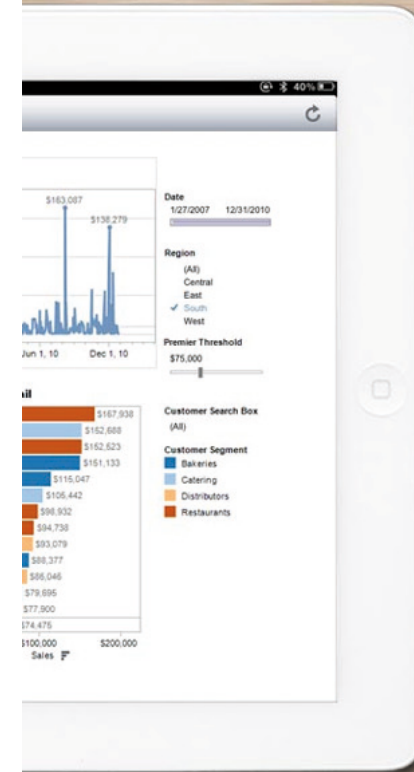 40%
$163,087
$138,279
Jun 1, 10 Dec 1, 10
Date
1/27/2007 12/31/2010
Region
(All)
Central
East
South
West
Premier Threshold
$75,000
ail
$167,938
$152,688
$152,523
$151,133
$115,047
$105,442
$98,932
$94,738
$93,079
$88,377
$86,046
$79,695
$77,900
$74,475
$100,000 $200,000
Sales
Customer Search Box
(All)
Customer Segment
Bakeries
Catering
Distributors
Restaurants